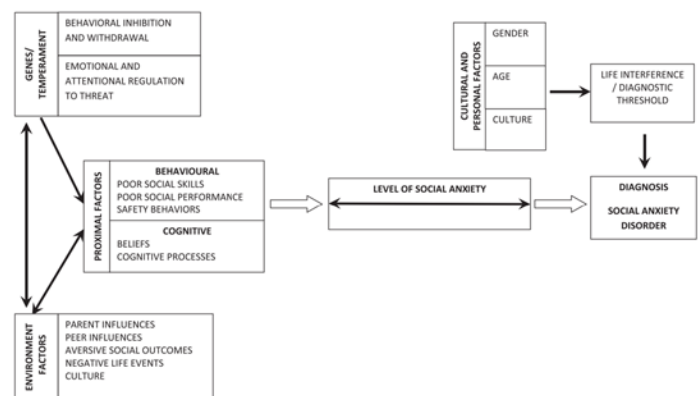 GENES/
TEMPERAMENT
BEHAVIORAL INHIBITION
AND WITHDRAWAL
EMOTIONAL AND
ATTENTIONAL REGULATION
TO THREAT
CULTURAL AND
PERSONAL FACTORS
GENDER
AGE
CULTURE
LIFE INTERFERENCE
/ DIAGNOSTIC
THRESHOLD
PROXIMAL FACTORS
BEHAVIOURAL
POOR SOCIAL SKILLS
POOR SOCIAL PERFORMANCE
SAFETY BEHAVIORS
COGNITIVE
BELIEFS
COGNITIVE PROCESSES
LEVEL OF SOCIAL ANXIETY
DIAGNOSIS
SOCIAL ANXIETY
DISORDER
ENVIRONMENT
FACTORS
PARENT INFLUENCES
PEER INFLUENCES
AVERSIVE SOCIAL OUTCOMES
NEGATIVE LIFE EVENTS
CULTURE